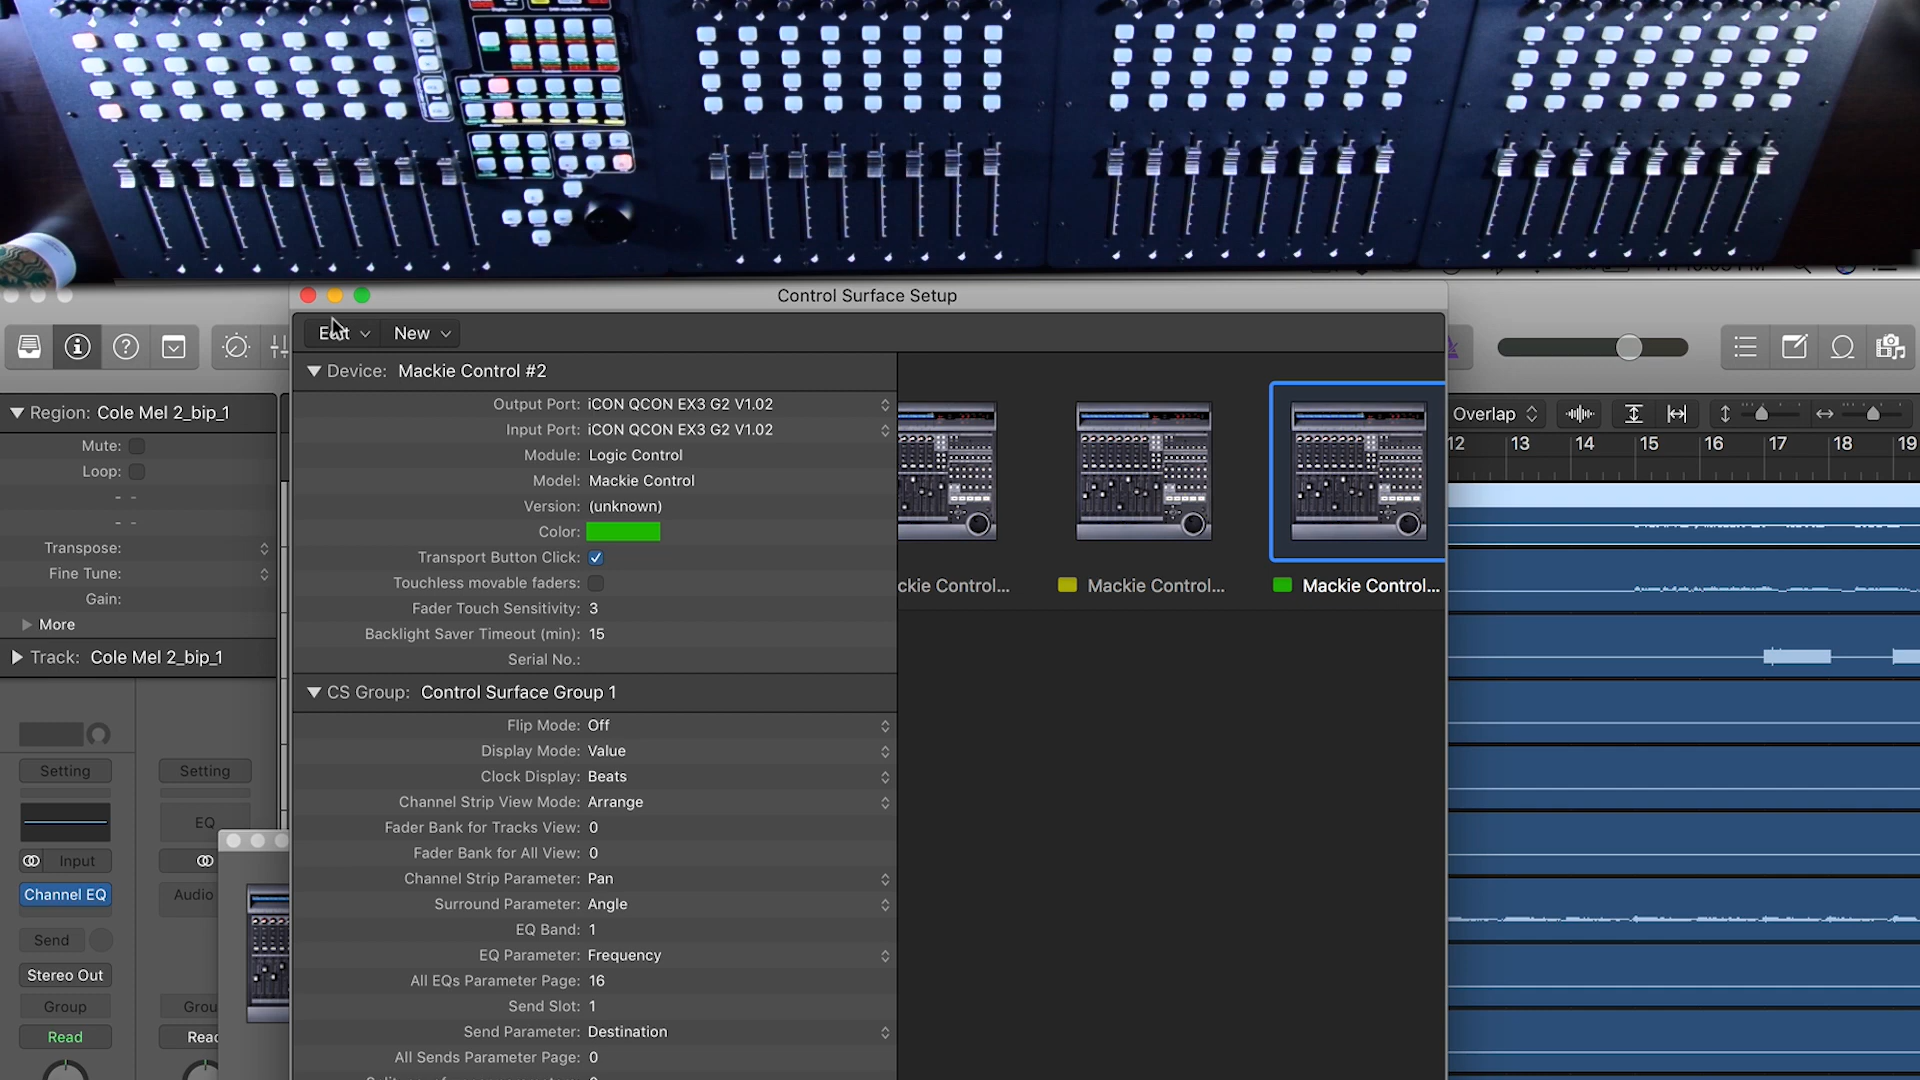 Control Surface Setup
Edit
New
Device: Mackie Control #2
Output Port: iCON QCON EX3 G2 V1.02
Input Port: iCON QCON EX3 G2 V1.02
Module: Logic Control
Model: Mackie Control
Version: (unknown)
Color:
Transport Button Click:
Touchless movable faders:
Fader Touch Sensitivity: 3
Backlight Saver Timeout (min): 15
Serial No.:
CS Group: Control Surface Group 1
Flip Mode: Off
Display Mode: Value
Clock Display: Beats
Channel Strip View Mode: Arrange
Fader Bank for Tracks View: 0
Fader Bank for All View: 0
Channel Strip Parameter: Pan
Surround Parameter: Angle
EQ Band: 1
EQ Parameter: Frequency
All EQs Parameter Page: 16
Send Slot: 1
Send Parameter: Destination
All Sends Parameter Page: 0
ckie Control...
Mackie Control...
Mackie Control...
Region: Cole Mel 2_bip_1
Mute:
Loop:
- -
- -
Transpose:
Fine Tune:
Gain:
More
Track: Cole Mel 2_bip_1
Setting
Setting
EQ
Input
Channel EQ
Audio
Send
Stereo Out
Group
Grou
Read
Read
Overlap
12 13 14 15 16 17 18 19